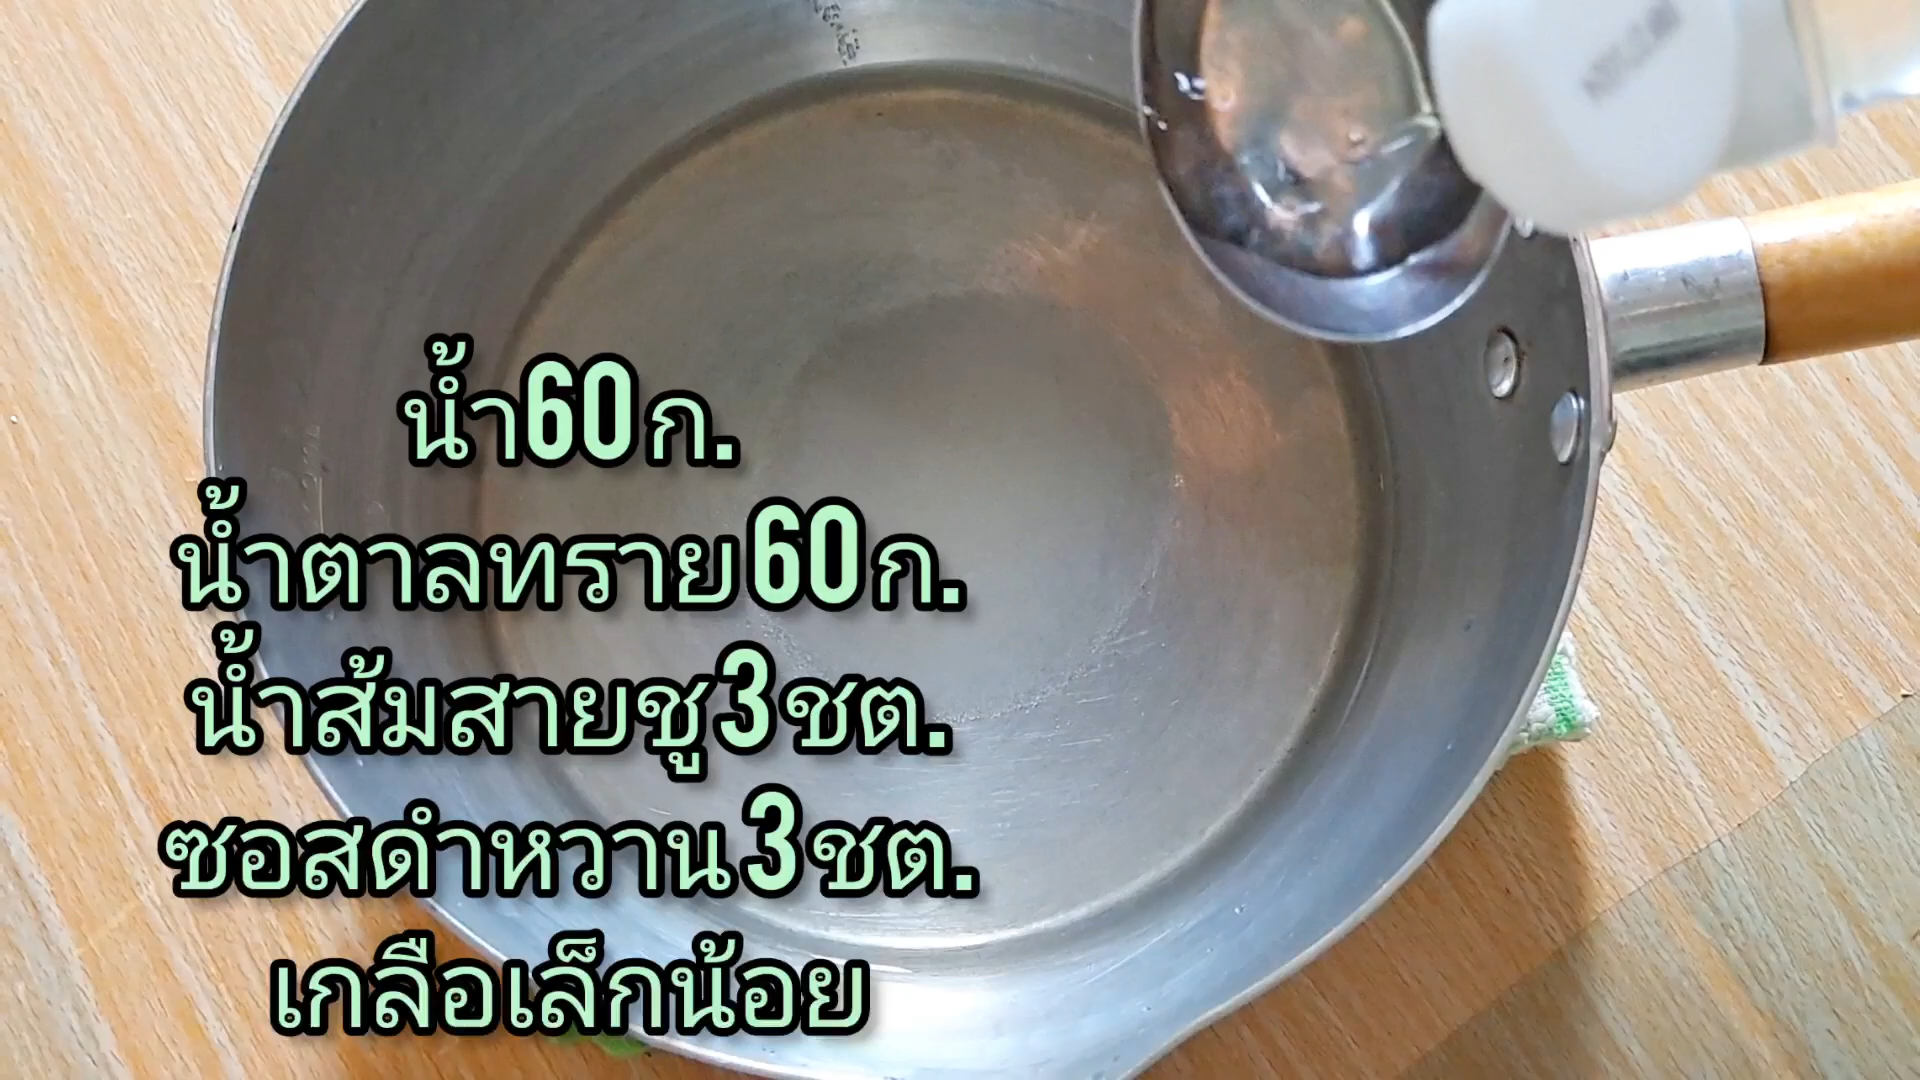 น้ำ60ก.
น้ำตาลทราย60ก.
น้ำส้มสายชู3ชต.
ซอสดำหวาน3ชต.
เกลือเล็กน้อย